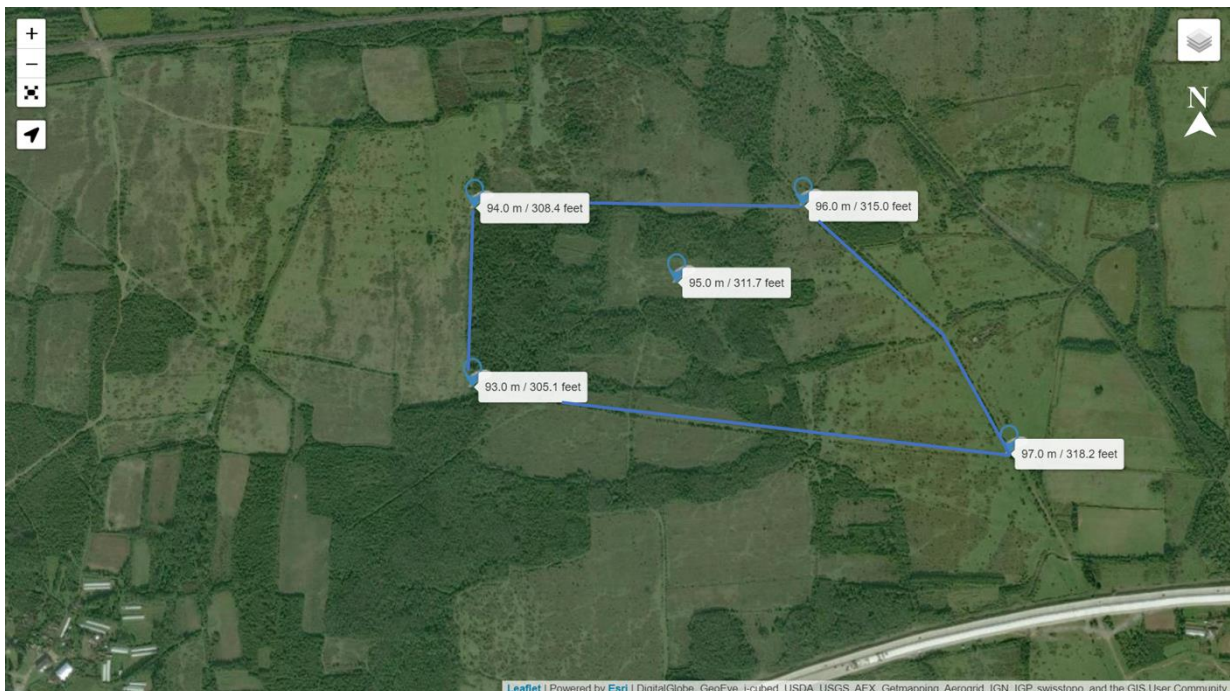 +
−
N
94.0 m / 308.4 feet
96.0 m / 315.0 feet
95.0 m / 311.7 feet
93.0 m / 305.1 feet
97.0 m / 318.2 feet
Leaflet | Powered by Esri | DigitalGlobe, GeoEye, i-cubed, USDA, USGS, AEX, Getmapping, Aerogrid, IGN, IGP, swisstopo, and the GIS User Community